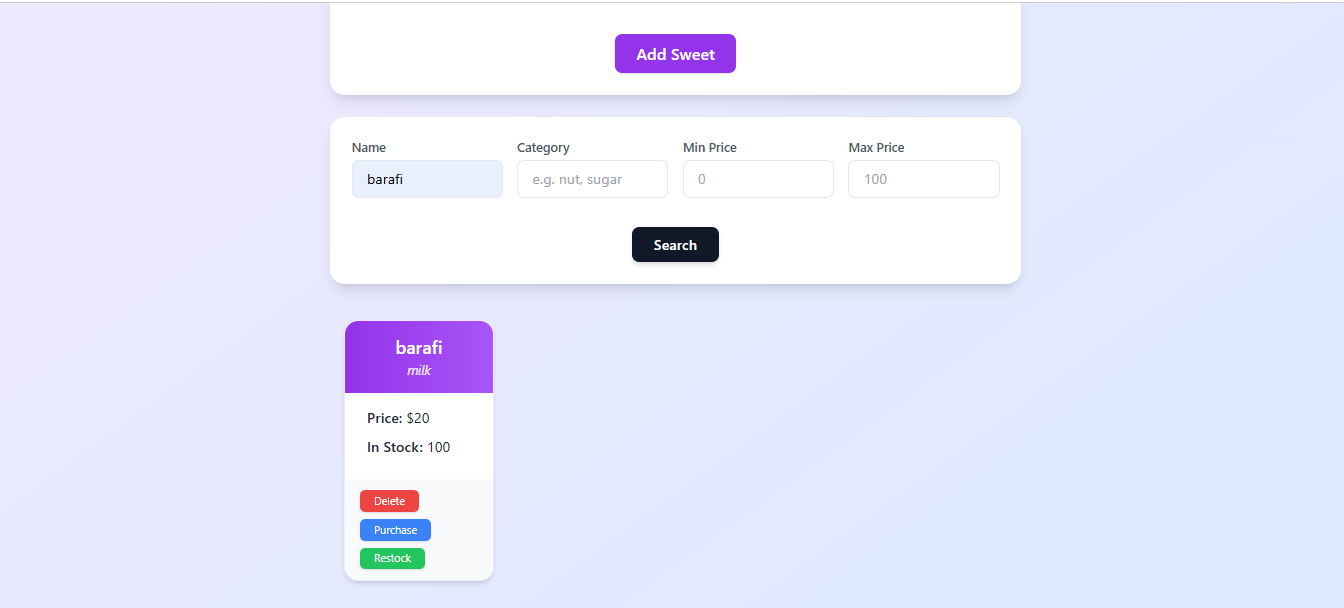 Add Sweet
Name Category Min Price Max Price
barafi e.g. nut, sugar 0 100
Search
barafi
milk
Price: $20
In Stock: 100
Delete
Purchase
Restock